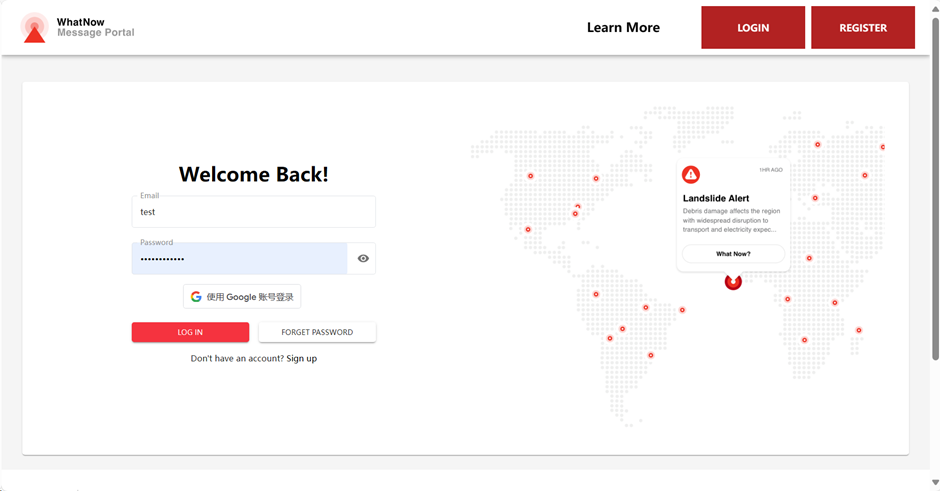 WhatNow
Message Portal
Learn More
LOGIN
REGISTER
Welcome Back!
Email
test
Password
••••••••••••
使用 Google 账号登录
LOG IN
FORGET PASSWORD
Don't have an account? Sign up
1HR AGO
Landslide Alert
Debris damage affects the region
with widespread disruption to
transport and electricity expec...
What Now?